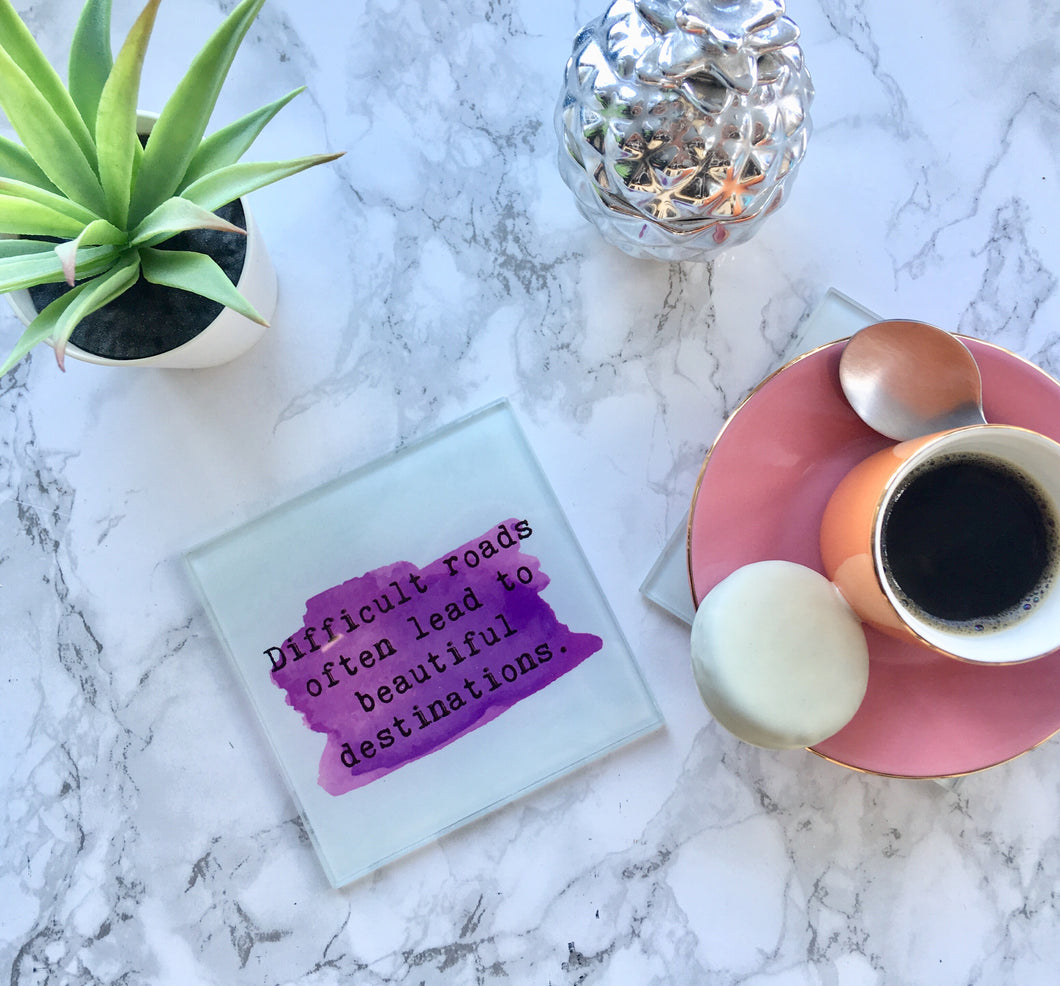 Difficult roads
often lead to
beautiful
destinations.